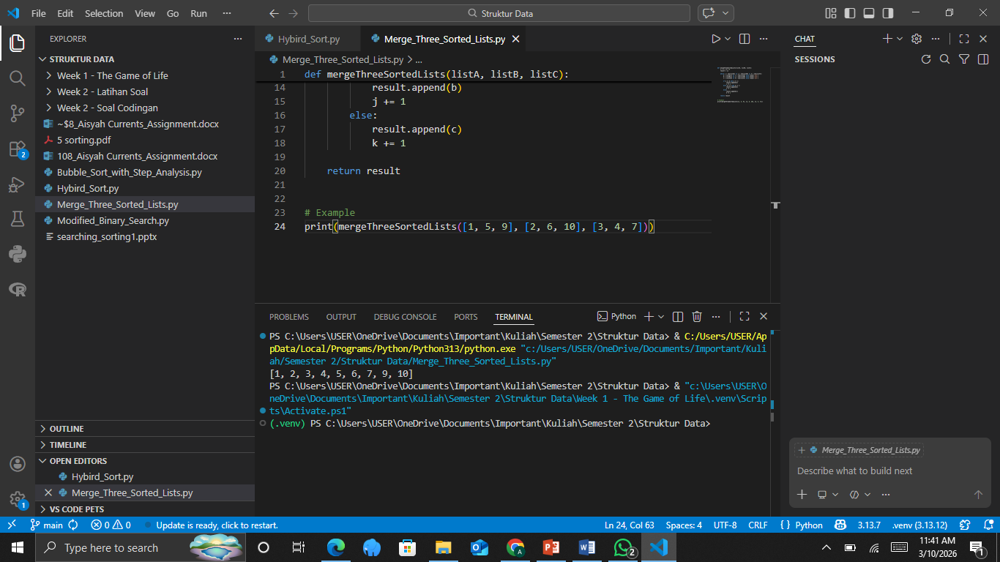 File Edit Selection View Go Run ··· Struktur Data
EXPLORER ···
STRUKTUR DATA
Week 1 - The Game of Life
Week 2 - Latihan Soal
Week 2 - Soal Codingan
~$8_Aisyah Currents_Assignment.docx
5 sorting.pdf
108_Aisyah Currents_Assignment.docx
Bubble_Sort_with_Step_Analysis.py
Hybird_Sort.py
Merge_Three_Sorted_Lists.py
Modified_Binary_Search.py
searching_sorting1.pptx
OUTLINE
TIMELINE
OPEN EDITORS
Hybird_Sort.py
Merge_Three_Sorted_Lists.py
VS CODE PETS
2
1
Hybird_Sort.py Merge_Three_Sorted_Lists.py
Merge_Three_Sorted_Lists.py > ...
1 def mergeThreeSortedLists(listA, listB, listC):
14 result.append(b)
15 j += 1
16 else:
17 result.append(c)
18 k += 1
19
20 return result
21
22
23 # Example
24 print(mergeThreeSortedLists([1, 5, 9], [2, 6, 10], [3, 4, 7]))
PROBLEMS OUTPUT DEBUG CONSOLE PORTS TERMINAL Python
PS C:\Users\USER\OneDrive\Documents\Important\Kuliah\Semester 2\Struktur Data> & C:/Users/USER/Ap
pData/Local/Programs/Python/Python313/python.exe "c:/Users/USER/OneDrive/Documents/Important/Kuli
ah/Semester 2/Struktur Data/Merge_Three_Sorted_Lists.py"
[1, 2, 3, 4, 5, 6, 7, 9, 10]
PS C:\Users\USER\OneDrive\Documents\Important\Kuliah\Semester 2\Struktur Data> & "c:\Users\USER\O
neDrive\Documents\Important\Kuliah\Semester 2\Struktur Data\Week 1 - The Game of Life\.venv\Scrip
ts\Activate.ps1"
(.venv) PS C:\Users\USER\OneDrive\Documents\Important\Kuliah\Semester 2\Struktur Data>
CHAT
SESSIONS
Merge_Three_Sorted_Lists.py
Describe what to build next
main 0 0 Update is ready, click to restart. Ln 24, Col 63 Spaces: 4 UTF-8 CRLF { } Python 3.13.7 .venv (3.13.12)
Type here to search
2
11:41 AM
3/10/2026
1